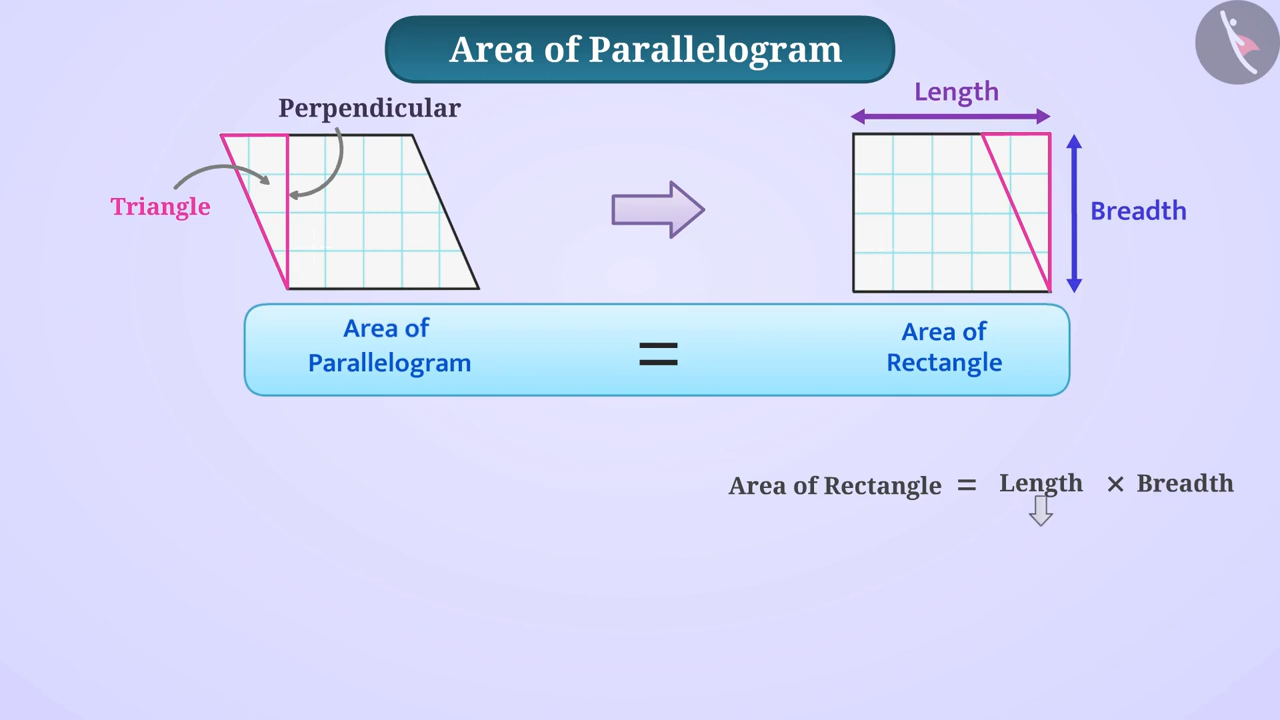 Area of Parallelogram
Perpendicular
Triangle
Length
Breadth
Area of
Parallelogram
=
Area of
Rectangle
Area of Rectangle = Length × Breadth